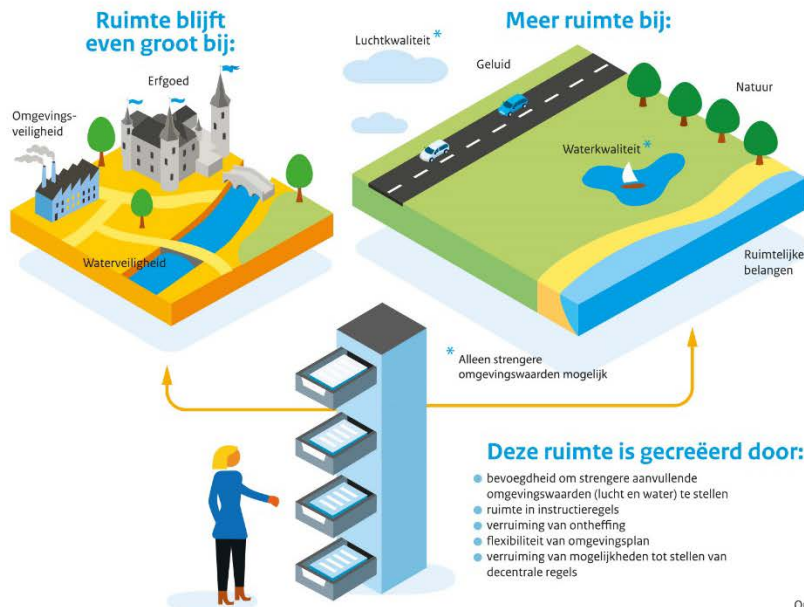 Ruimte blijft
even groot bij:
Erfgoed
Omgevings-
veiligheid
Waterveiligheid
Meer ruimte bij:
Luchtkwaliteit *
Geluid
Natuur
Waterkwaliteit *
Ruimtelijke
belangen
* Alleen strengere
omgevingswaarden mogelijk
Deze ruimte is gecreëerd door:
bevoegdheid om strengere aanvullende
omgevingswaarden (lucht en water) te stellen
ruimte in instructieregels
verruiming van ontheffing
flexibiliteit van omgevingsplan
verruiming van mogelijkheden tot stellen van
decentrale regels